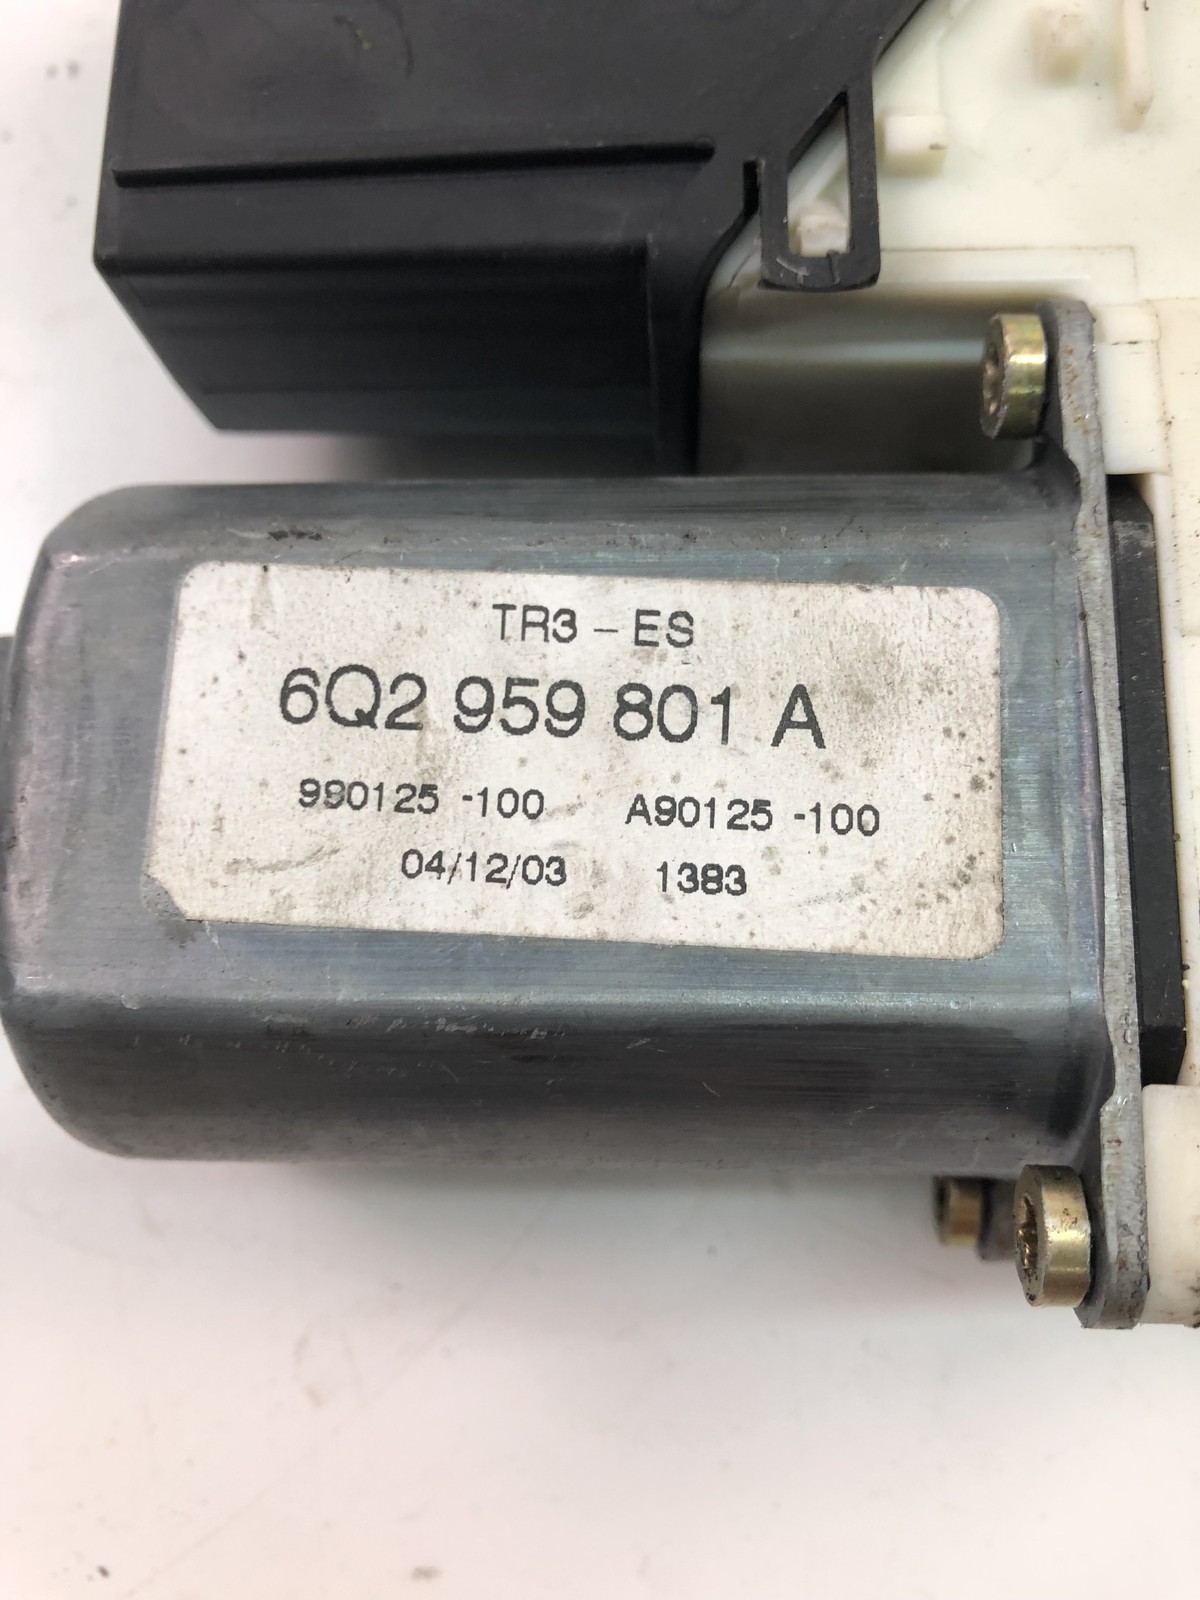 TR3 - ES
6Q2 959 801 A
990125 -100 A90125 -100
04/12/03 1383